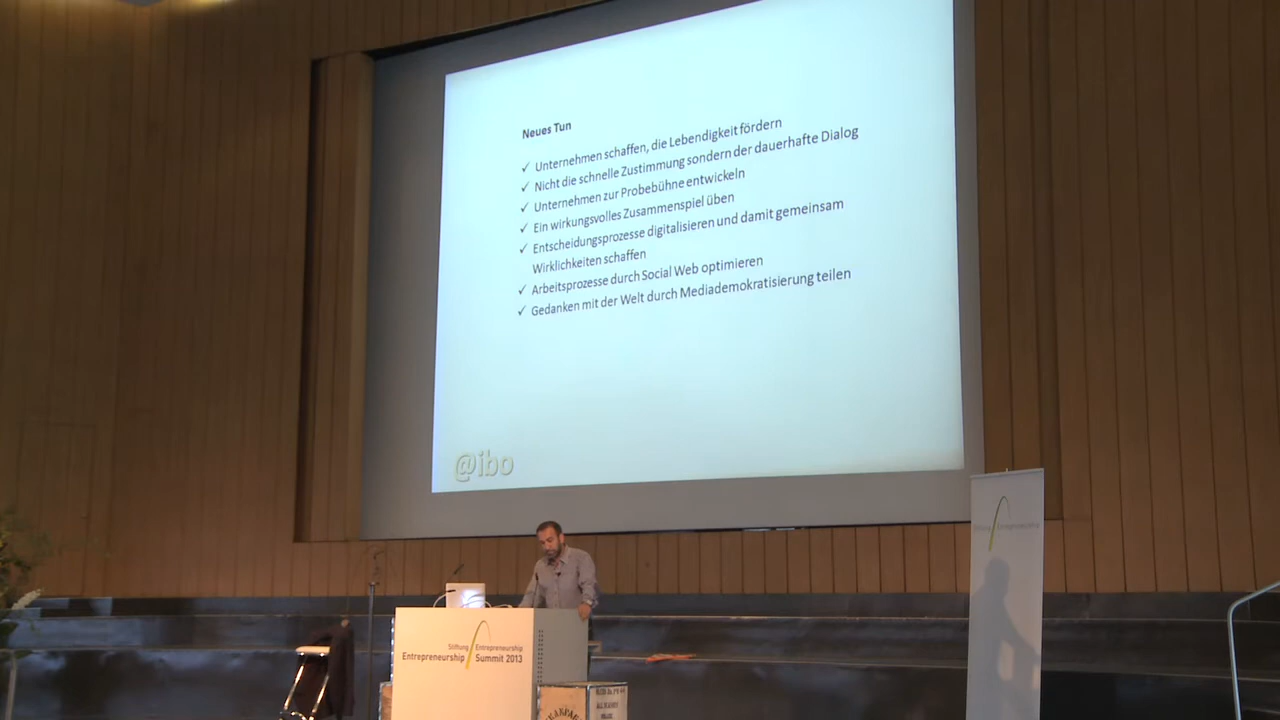 Neues Tun
✓ Unternehmen schaffen, die Lebendigkeit fördern
✓ Nicht die schnelle Zustimmung sondern der dauerhafte Dialog
✓ Unternehmen zur Probebühne entwickeln
✓ Ein wirkungsvolles Zusammenspiel üben
✓ Entscheidungsprozesse digitalisieren und damit gemeinsam
Wirklichkeiten schaffen
✓ Arbeitsprozesse durch Social Web optimieren
✓ Gedanken mit der Welt durch Mediademokratisierung teilen
@ibo
Stiftung Entrepreneurship
Stiftung Entrepreneurship
Entrepreneurship Summit 2013